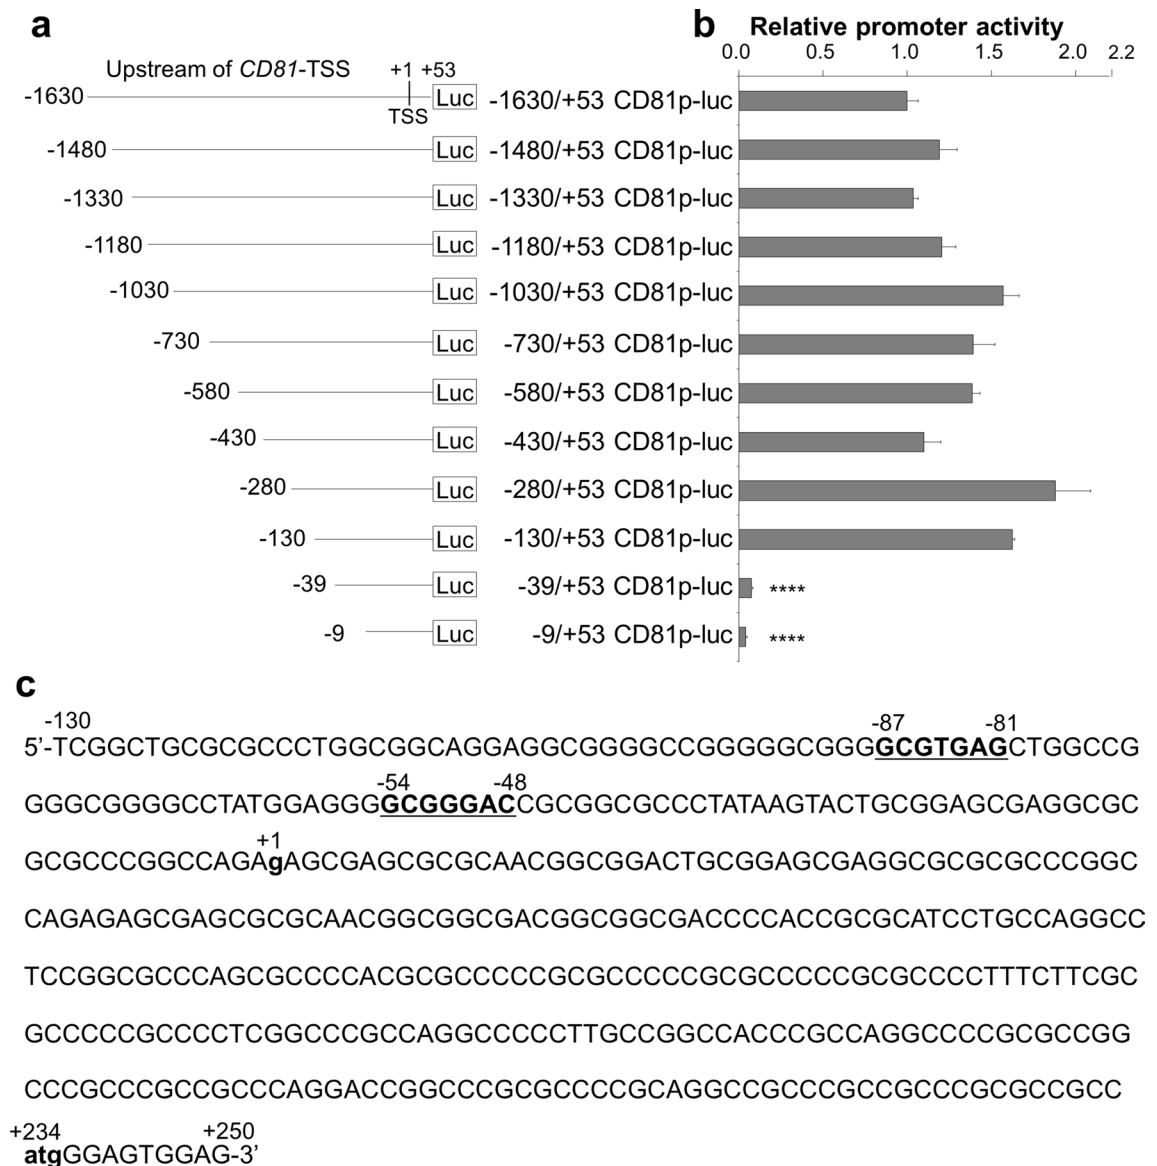 a
Upstream of CD81-TSS +1 +53
-1630 Luc
TSS
-1480 Luc
-1330 Luc
-1180 Luc
-1030 Luc
-730 Luc
-580 Luc
-430 Luc
-280 Luc
-130 Luc
-39 Luc
-9 Luc
b Relative promoter activity
0.0 0.5 1.0 1.5 2.0 2.2
-1630/+53 CD81p-luc
-1480/+53 CD81p-luc
-1330/+53 CD81p-luc
-1180/+53 CD81p-luc
-1030/+53 CD81p-luc
-730/+53 CD81p-luc
-580/+53 CD81p-luc
-430/+53 CD81p-luc
-280/+53 CD81p-luc
-130/+53 CD81p-luc
-39/+53 CD81p-luc ****
-9/+53 CD81p-luc ****
c
-130 -87 -81
5’-TCGGCTGCGCGCCCTGGCGGCAGGAGGCGGGGCCGGGGGCGGGGCGTGAGCTGGCCG
-54 -48
GGGCGGGGCCTATGGAGGGGCGGGACCGCGGCGCCCTATAAGTACTGCGGAGCGAGGCGC
+1
GCGCCCGGCCAGAgAGCGAGCGCGCAACGGCGGACTGCGGAGCGAGGCGCGCGCCCGGC
CAGAGAGCGAGCGCGCAACGGCGGCGACGGCGGCGACCCCACCGCGCATCCTGCCAGGCC
TCCGGCGCCCAGCGCCCCACGCGCCCCCGCGCCCCCGCGCCCCCGCGCCCCTTTCTTCGC
GCCCCCGCCCCTCGGCCCGCCAGGCCCCCTTGCCGGCCACCCGCCAGGCCCCGCGCCGG
CCCGCCCGCCGCCCAGGACCGGCCCGCGCCCCGCAGGCCGCCCGCCGCCCGCGCCGCC
+234 +250
atgGGAGTGGAG-3’